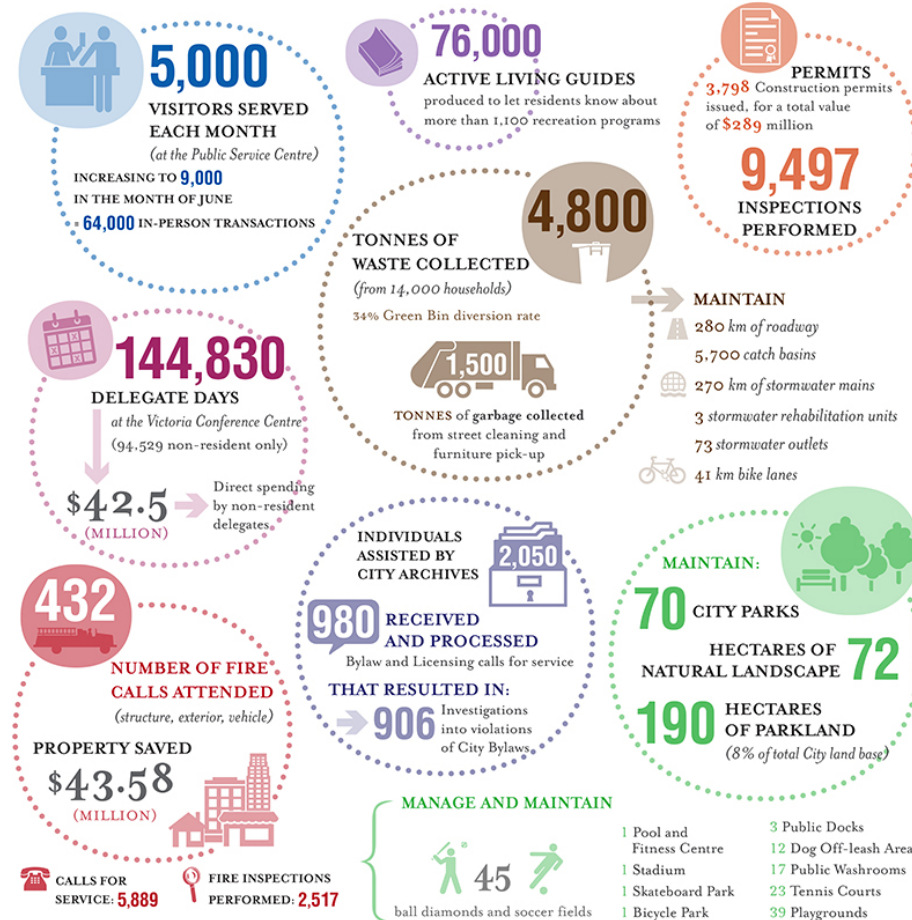 5,000
VISITORS SERVED
EACH MONTH
(at the Public Service Centre)
INCREASING TO 9,000
IN THE MONTH OF JUNE
- 64,000 IN-PERSON TRANSACTIONS
76,000
ACTIVE LIVING GUIDES
produced to let residents know about
more than 1,100 recreation programs
PERMITS
3,798 Construction permits
issued, for a total value
of $289 million
9,497
INSPECTIONS
PERFORMED
4,800
TONNES OF
WASTE COLLECTED
(from 14,000 households)
34% Green Bin diversion rate
1,500
TONNES of garbage collected
from street cleaning and
furniture pick-up
MAINTAIN
280 km of roadway
5,700 catch basins
270 km of stormwater mains
3 stormwater rehabilitation units
73 stormwater outlets
41 km bike lanes
144,830
DELEGATE DAYS
at the Victoria Conference Centre
(94,529 non-resident only)
$42.5
(MILLION)
Direct spending
by non-resident
delegates
INDIVIDUALS
ASSISTED BY
CITY ARCHIVES
2,050
980
RECEIVED
AND PROCESSED
Bylaw and Licensing calls for service
THAT RESULTED IN:
906
Investigations
into violations
of City Bylaws
MAINTAIN:
70 CITY PARKS
HECTARES OF
NATURAL LANDSCAPE 72
190 HECTARES
OF PARKLAND
(8% of total City land base)
432
NUMBER OF FIRE
CALLS ATTENDED
(structure, exterior, vehicle)
PROPERTY SAVED
$43.58
(MILLION)
CALLS FOR
SERVICE: 5,889
FIRE INSPECTIONS
PERFORMED: 2,517
MANAGE AND MAINTAIN
45
ball diamonds and soccer fields
1 Pool and
Fitness Centre
1 Stadium
1 Skateboard Park
1 Bicycle Park
3 Public Docks
12 Dog Off-leash Area
17 Public Washrooms
23 Tennis Courts
39 Playgrounds